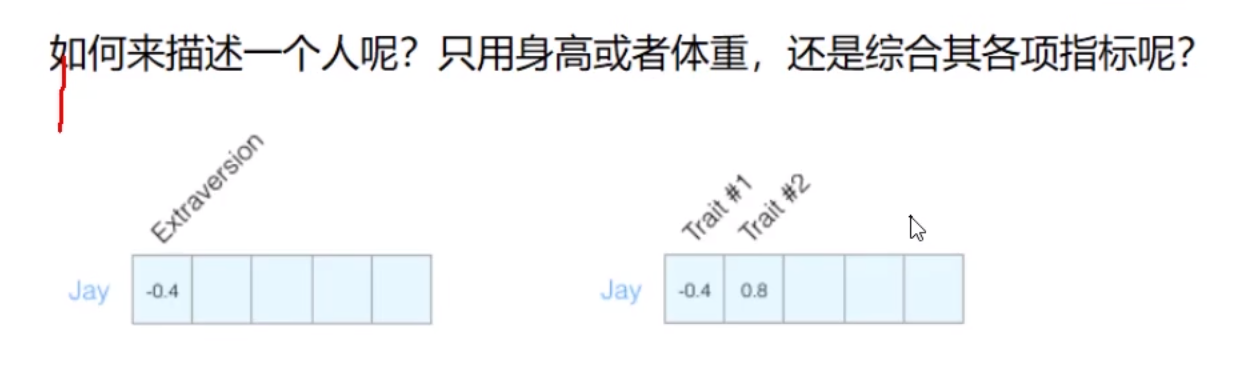 如何来描述一个人呢？只用身高或者体重，还是综合其各项指标呢？
Extraversion
Jay -0.4
Trait #1 Trait #2
Jay -0.4 0.8